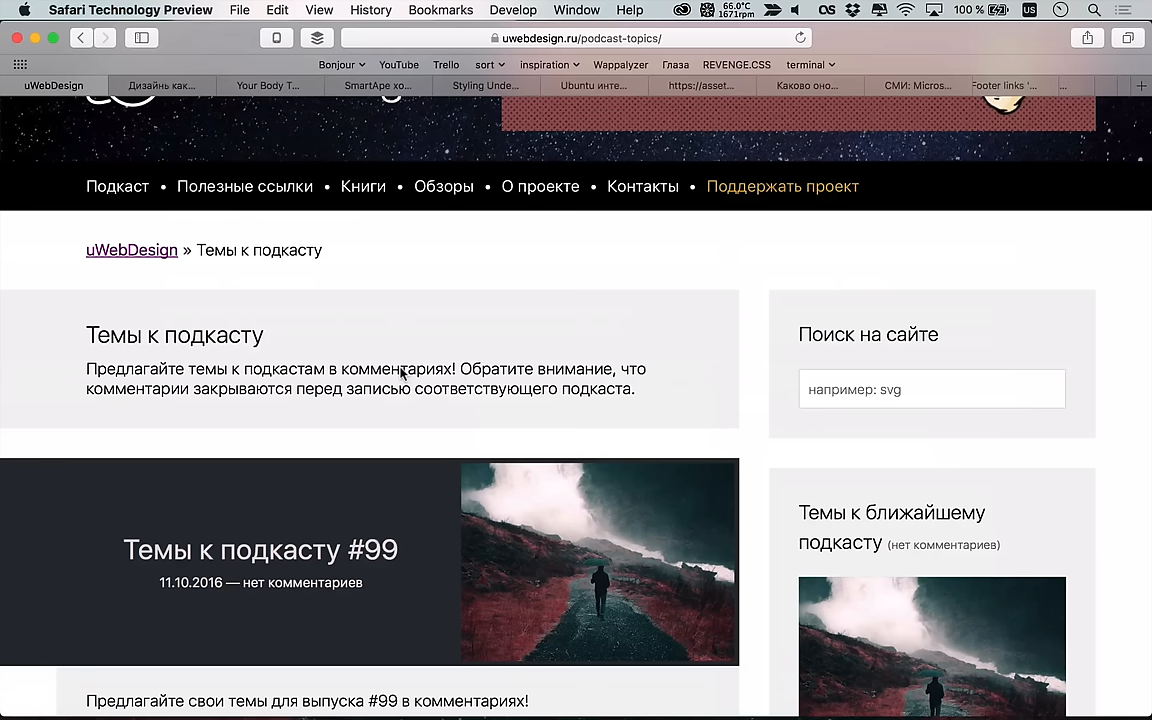 Safari Technology Preview File Edit View History Bookmarks Develop Window Help 66.0°C 1671rpm 100 % US
uwebdesign.ru/podcast-topics/
Bonjour YouTube Trello sort inspiration Wappalyzer Глаза REVENGE.CSS terminal
uWebDesign Дизайнь как... Your Body T... SmartApe хо... Styling Unde... Ubuntu инте... https://asset... Каково оно... СМИ: Micros... Footer links '... ...
Подкаст • Полезные ссылки • Книги • Обзоры • О проекте • Контакты • Поддержать проект
uWebDesign » Темы к подкасту
Темы к подкасту
Предлагайте темы к подкастам в комментариях! Обратите внимание, что
комментарии закрываются перед записью соответствующего подкаста.
Поиск на сайте
например: svg
Темы к подкасту #99
11.10.2016 — нет комментариев
Темы к ближайшему
подкасту (нет комментариев)
Предлагайте свои темы для выпуска #99 в комментариях!